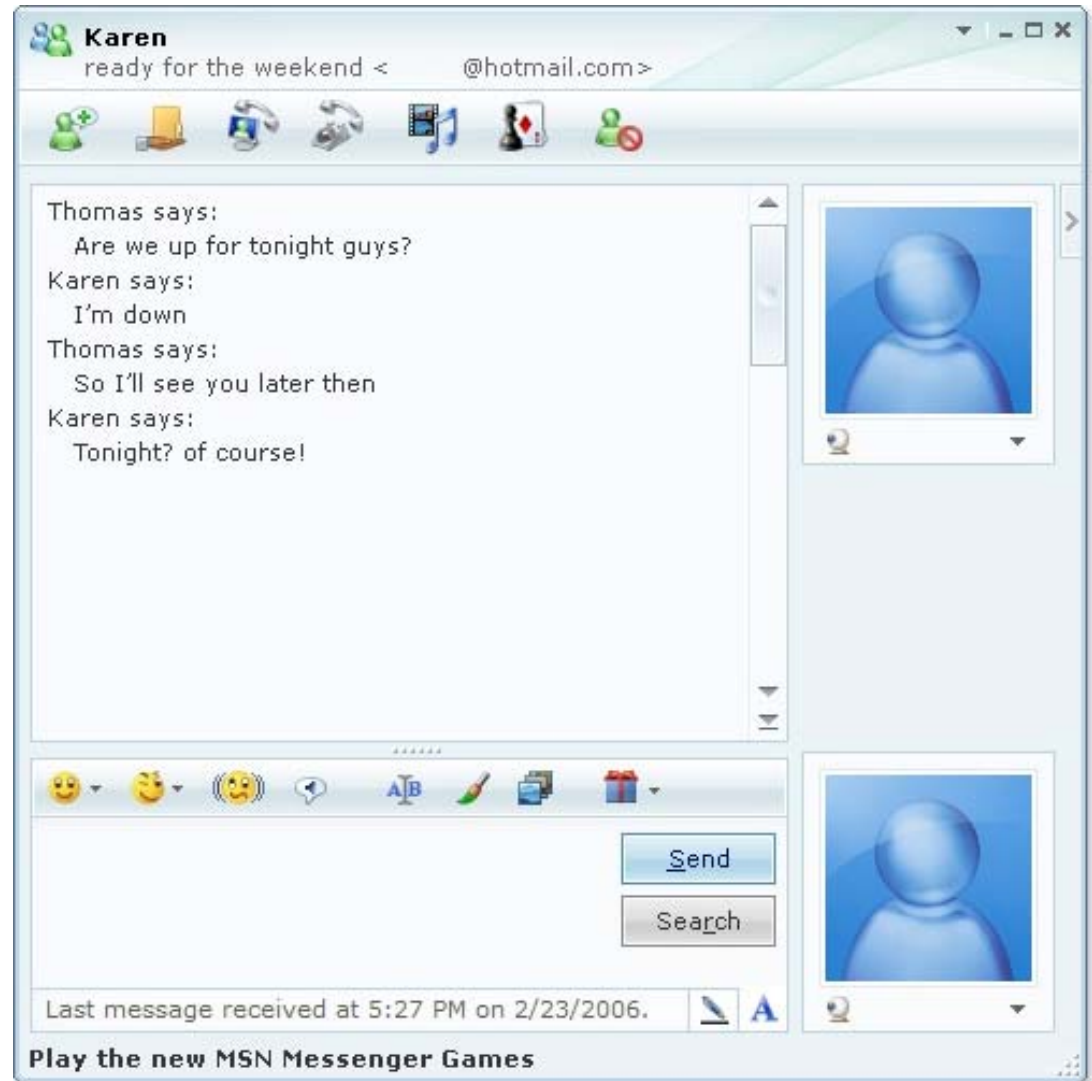 Karen
ready for the weekend < @hotmail.com>
Thomas says:
Are we up for tonight guys?
Karen says:
I'm down
Thomas says:
So I'll see you later then
Karen says:
Tonight? of course!
A B
Send
Search
Last message received at 5:27 PM on 2/23/2006.
A
Play the new MSN Messenger Games